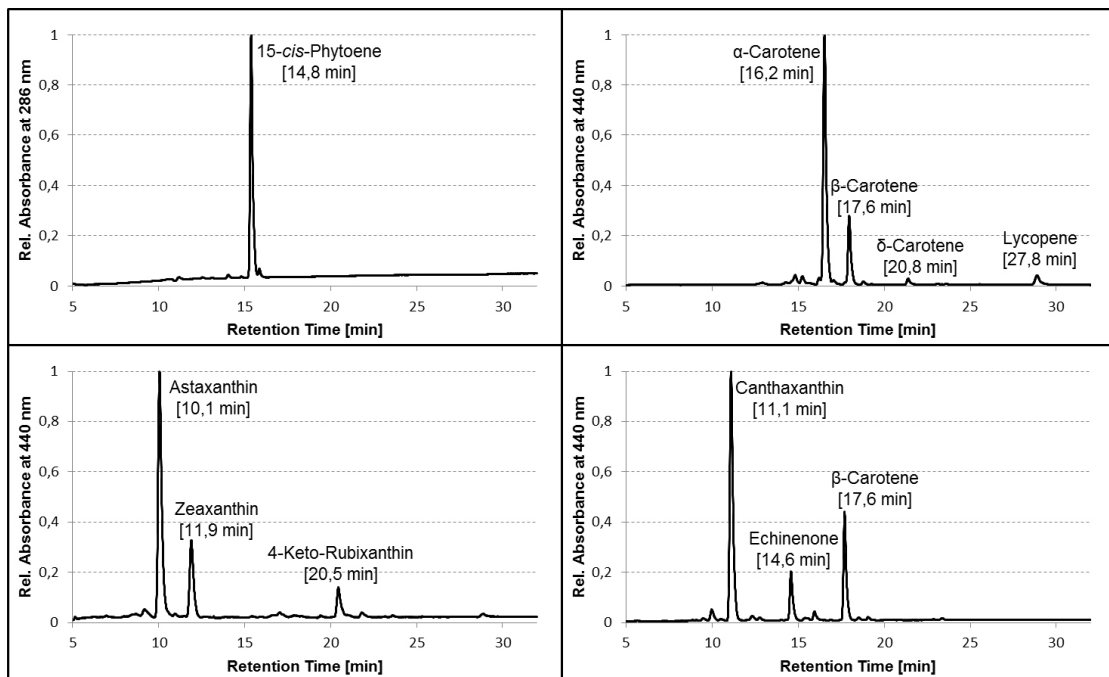 Rel. Absorbance at 286 nm
1
0,8
0,6
0,4
0,2
0
15-cis-Phytoene
[14,8 min]
5 10 15 20 25 30
Retention Time [min]
Rel. Absorbance at 440 nm
1
0,8
0,6
0,4
0,2
0
α-Carotene
[16,2 min]
β-Carotene
[17,6 min]
δ-Carotene
[20,8 min]
Lycopene
[27,8 min]
5 10 15 20 25 30
Retention Time [min]
Rel. Absorbance at 440 nm
1
0,8
0,6
0,4
0,2
0
Astaxanthin
[10,1 min]
Zeaxanthin
[11,9 min]
4-Keto-Rubixanthin
[20,5 min]
5 10 15 20 25 30
Retention Time [min]
Rel. Absorbance at 440 nm
1
0,8
0,6
0,4
0,2
0
Canthaxanthin
[11,1 min]
β-Carotene
[17,6 min]
Echinenone
[14,6 min]
5 10 15 20 25 30
Retention Time [min]